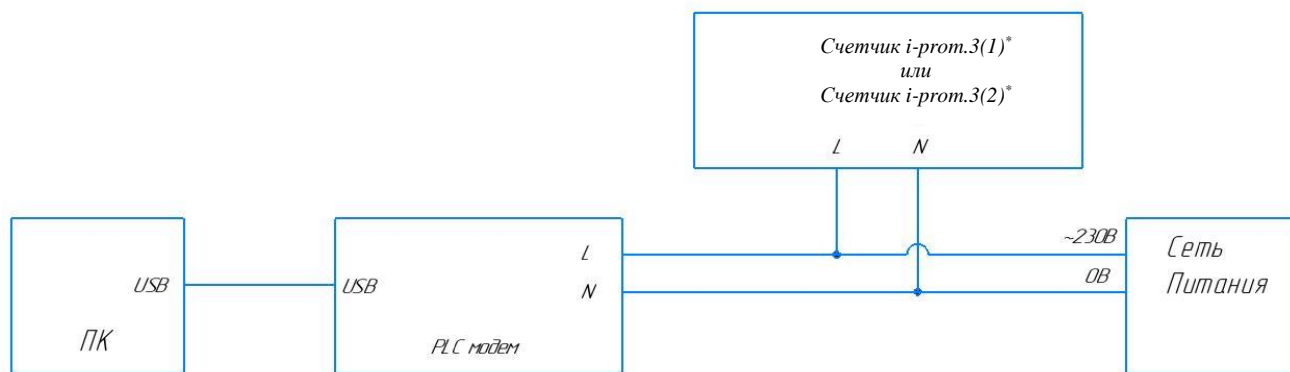 Счетчик i-prom.3(1)*
или
Счетчик i-prom.3(2)*
L N
L
~230В
Сеть
USB
USB
N
0В
Питания
ПК
PLC модем